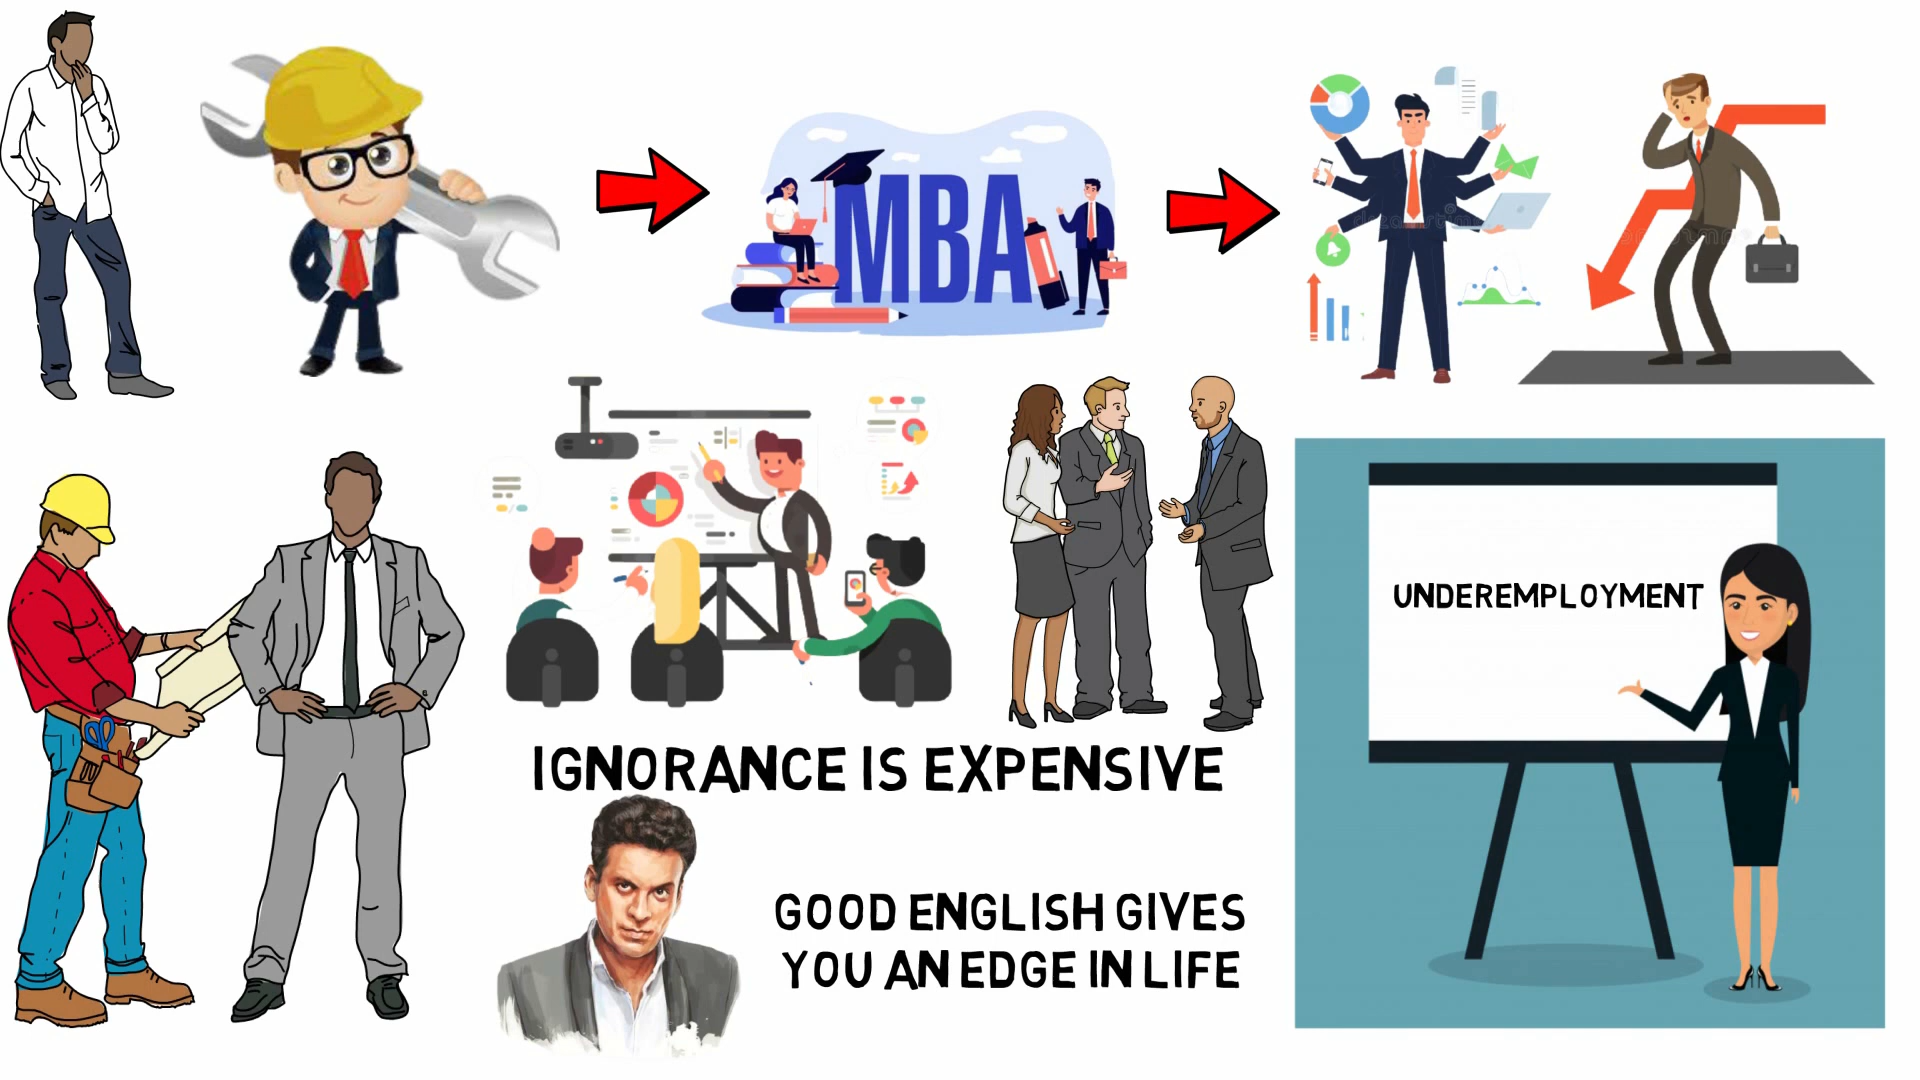 MBA
UNDEREMPLOYMENT
IGNORANCE IS EXPENSIVE
GOOD ENGLISH GIVES
YOU AN EDGE IN LIFE